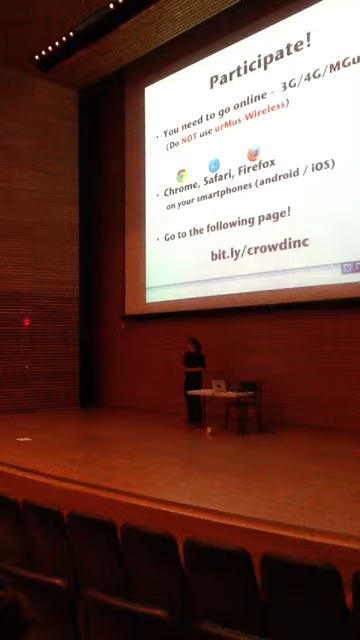 Participate!
You need to go online - 3G/4G/MGu
(Do NOT use urMus-Wireless)
Chrome, Safari, Firefox
on your smartphones (android / iOS)
Go to the following page!
bit.ly/crowdinc